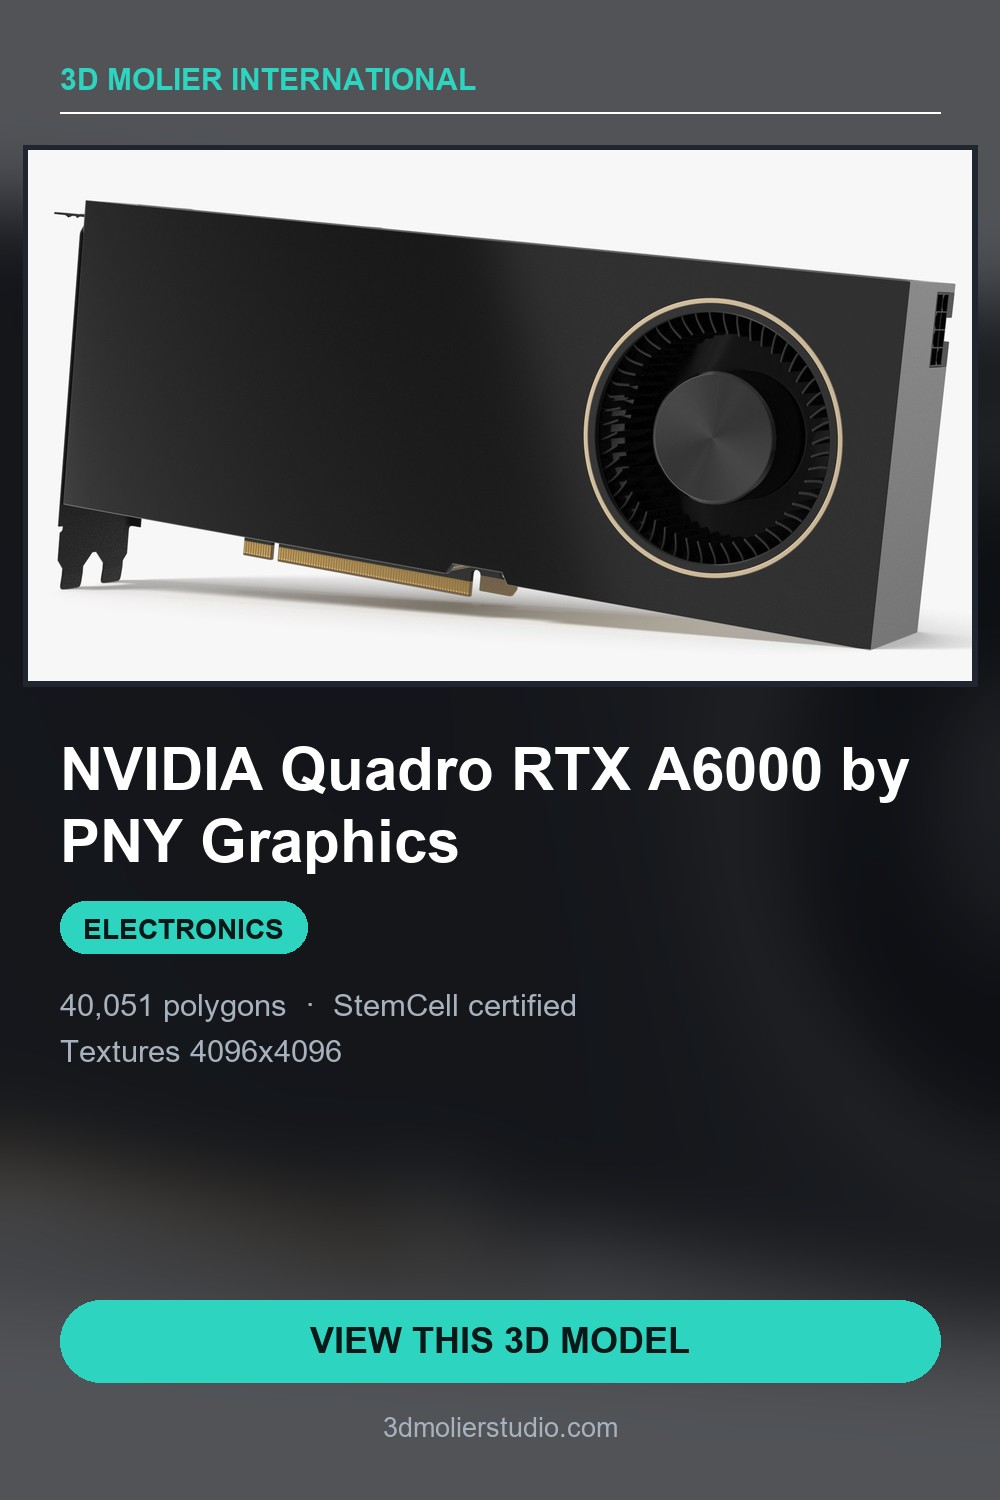 3D MOLIER INTERNATIONAL
NVIDIA Quadro RTX A6000 by
PNY Graphics
ELECTRONICS
40,051 polygons · StemCell certified
Textures 4096x4096
VIEW THIS 3D MODEL
3dmolierstudio.com